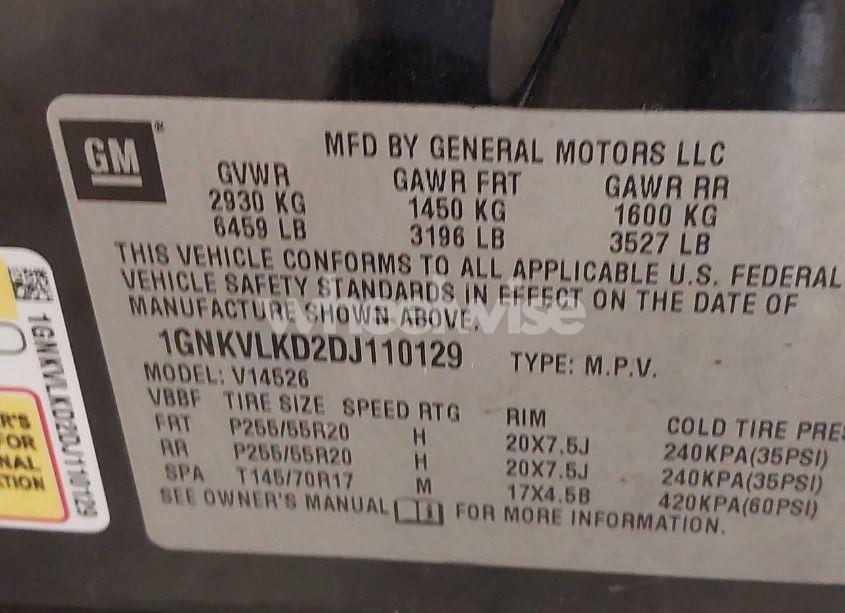 GM
MFD BY GENERAL MOTORS LLC
GVWR GAWR FRT GAWR RR
2930 KG 1450 KG 1600 KG
6459 LB 3196 LB 3527 LB
THIS VEHICLE CONFORMS TO ALL APPLICABLE U.S. FEDERAL
VEHICLE SAFETY STANDARDS IN EFFECT ON THE DATE OF
MANUFACTURE SHOWN ABOVE.
1GNKVLKD2DJ110129 TYPE: M.P.V.
MODEL: V14526
VBBF TIRE SIZE SPEED RTG RIM COLD TIRE PRES
FRT P255/55R20 H 20X7.5J 240KPA(35PSI)
RR P255/55R20 H 20X7.5J 240KPA(35PSI)
SPA T145/70R17 M 17X4.5B 420KPA(60PSI)
SEE OWNER'S MANUAL FOR MORE INFORMATION.
1GNKVLKD2DJ110129
R'S
FOR
NAL
TION